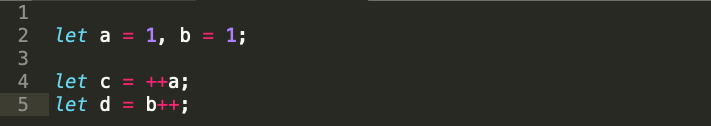 1
2 let a = 1, b = 1;
3
4 let c = ++a;
5 let d = b++;